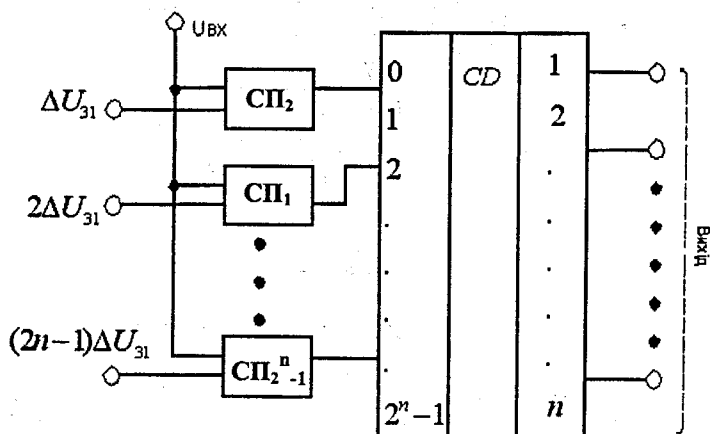 Uвх
ΔU₃₁
СП₂
0
CD
1
1
2
2ΔU₃₁
СП₁
2
.
.
.
.
.
.
(2n−1)ΔU₃₁
СП₂ⁿ₋₁
.
.
2ⁿ−1
n
Вихід